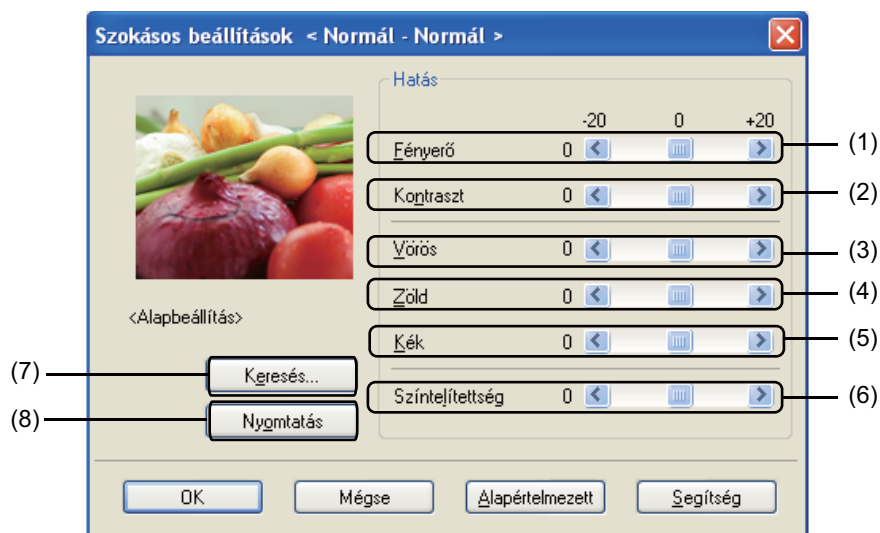 Szokásos beállítások < Normál - Normál >
Hatás
-20 0 +20
Fényerő 0 (1)
Kontraszt 0 (2)
Vörös 0 (3)
Zöld 0 (4)
<Alapbeállítás>
Kék 0 (5)
(7) Keresés...
Színtelítettség 0 (6)
(8) Nyomtatás
OK Mégse Alapértelmezett Segítség